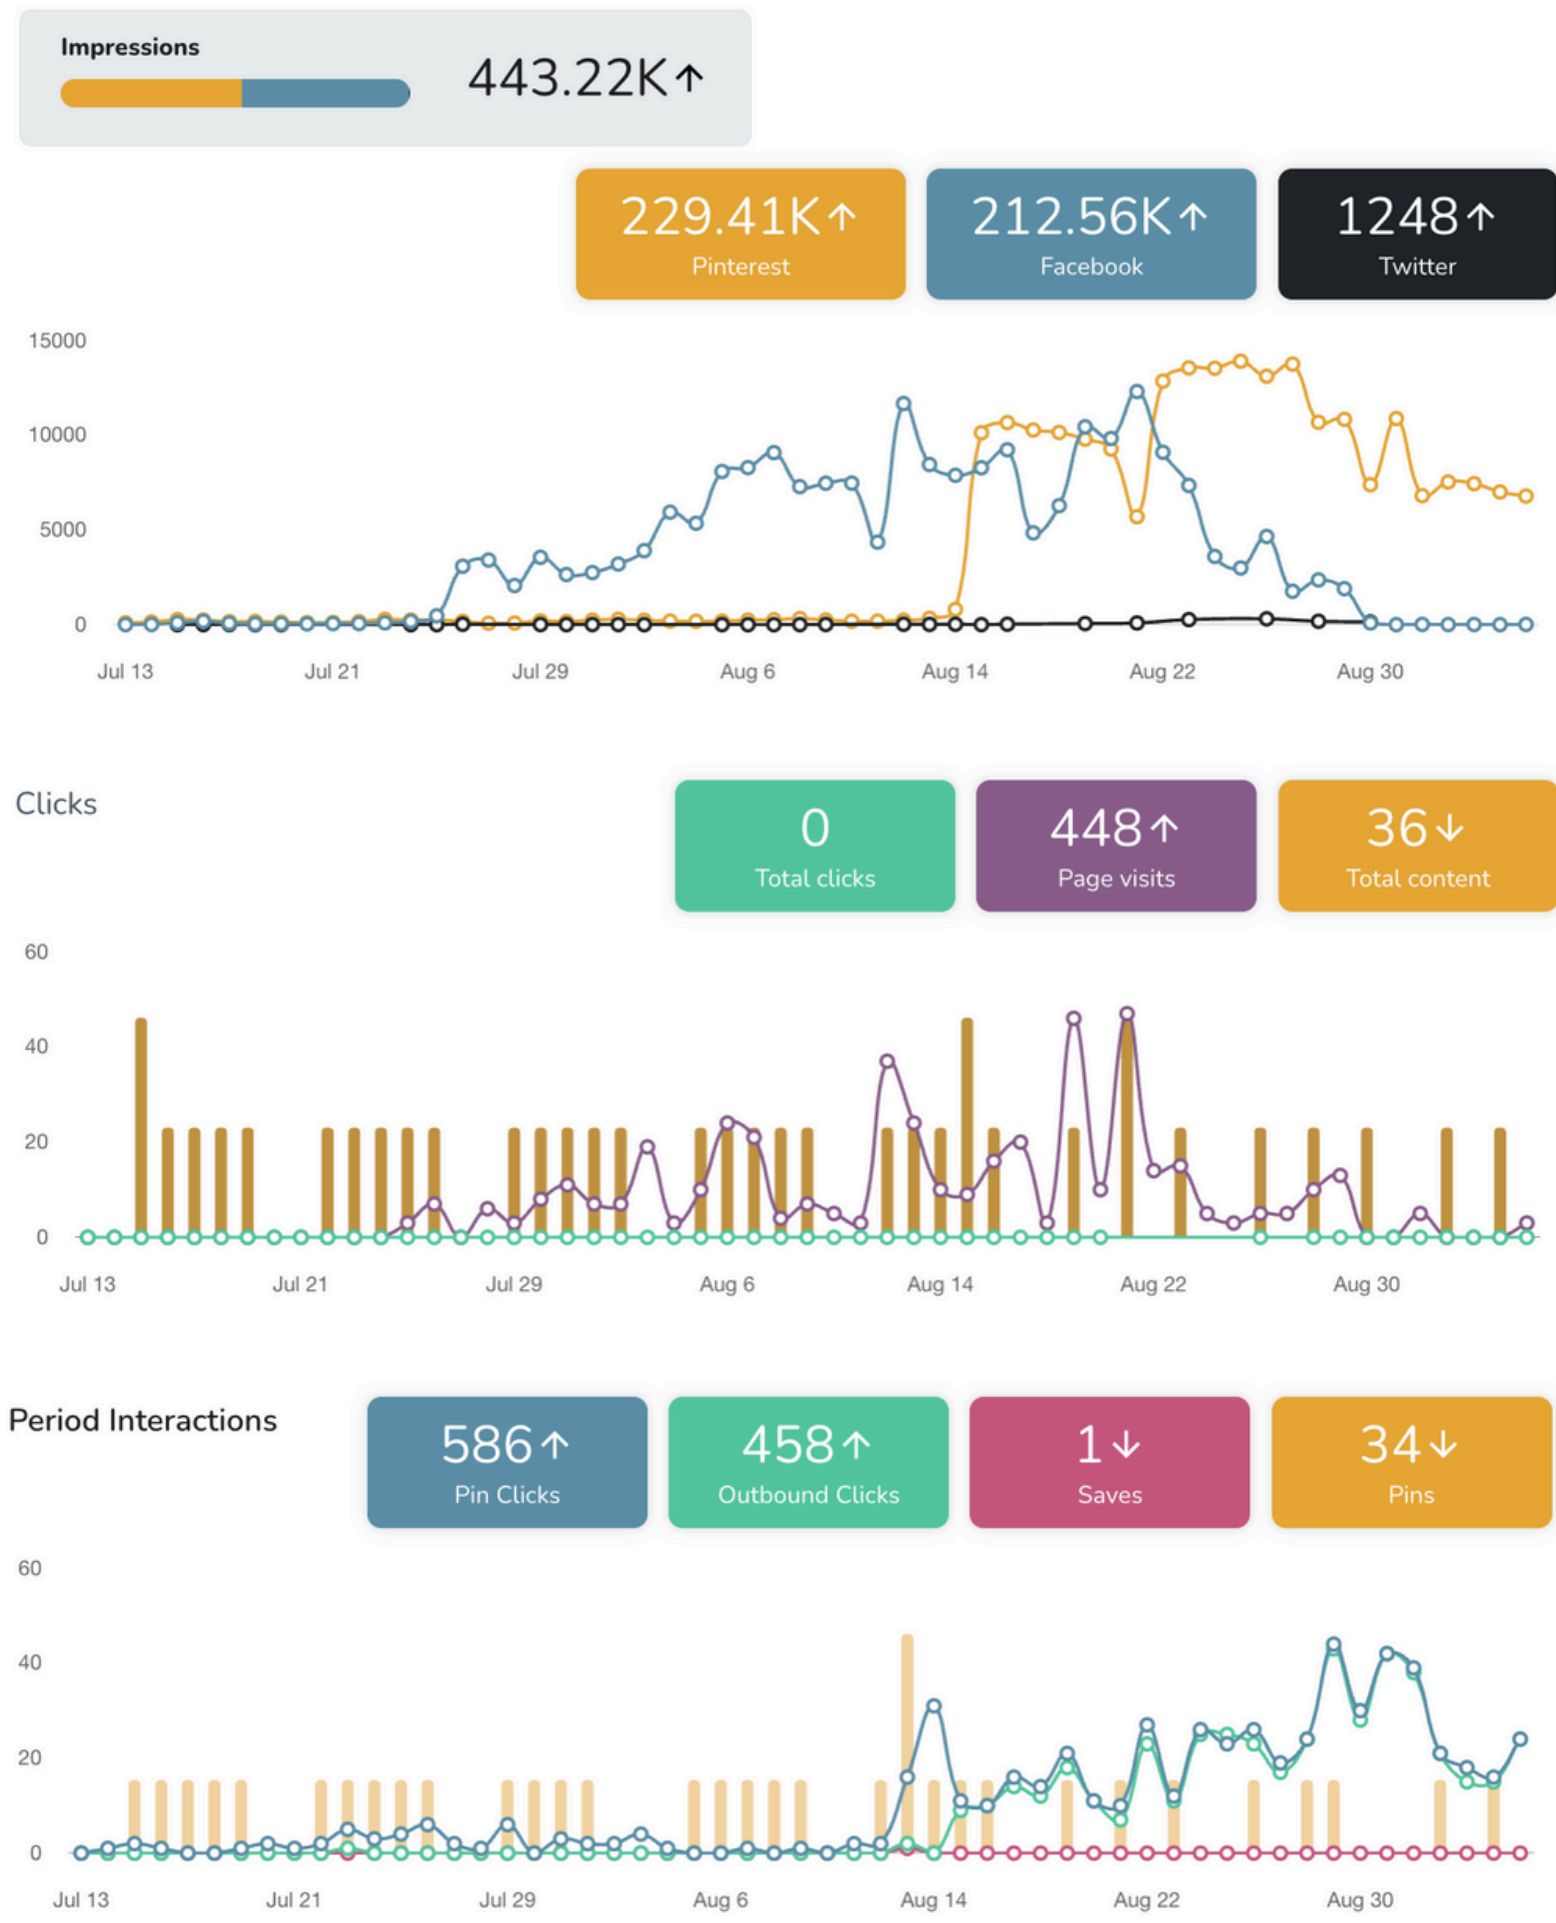 Impressions
443.22K↑
229.41K↑
Pinterest
212.56K↑
Facebook
1248↑
Twitter
15000
10000
5000
0
Jul 13 Jul 21 Jul 29 Aug 6 Aug 14 Aug 22 Aug 30
Clicks
0
Total clicks
448↑
Page visits
36↓
Total content
60
40
20
0
Jul 13 Jul 21 Jul 29 Aug 6 Aug 14 Aug 22 Aug 30
Period Interactions
586↑
Pin Clicks
458↑
Outbound Clicks
1↓
Saves
34↓
Pins
60
40
20
0
Jul 13 Jul 21 Jul 29 Aug 6 Aug 14 Aug 22 Aug 30